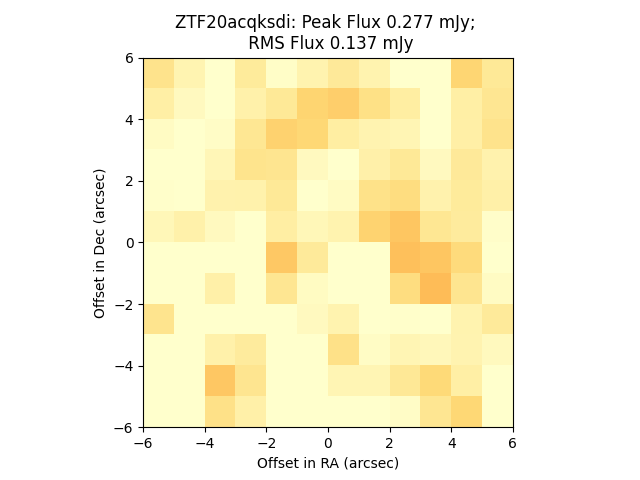 ZTF20acqksdi: Peak Flux 0.277 mJy;
RMS Flux 0.137 mJy
6
4
2
0
−2
−4
−6
Offset in Dec (arcsec)
−6 −4 −2 0 2 4 6
Offset in RA (arcsec)